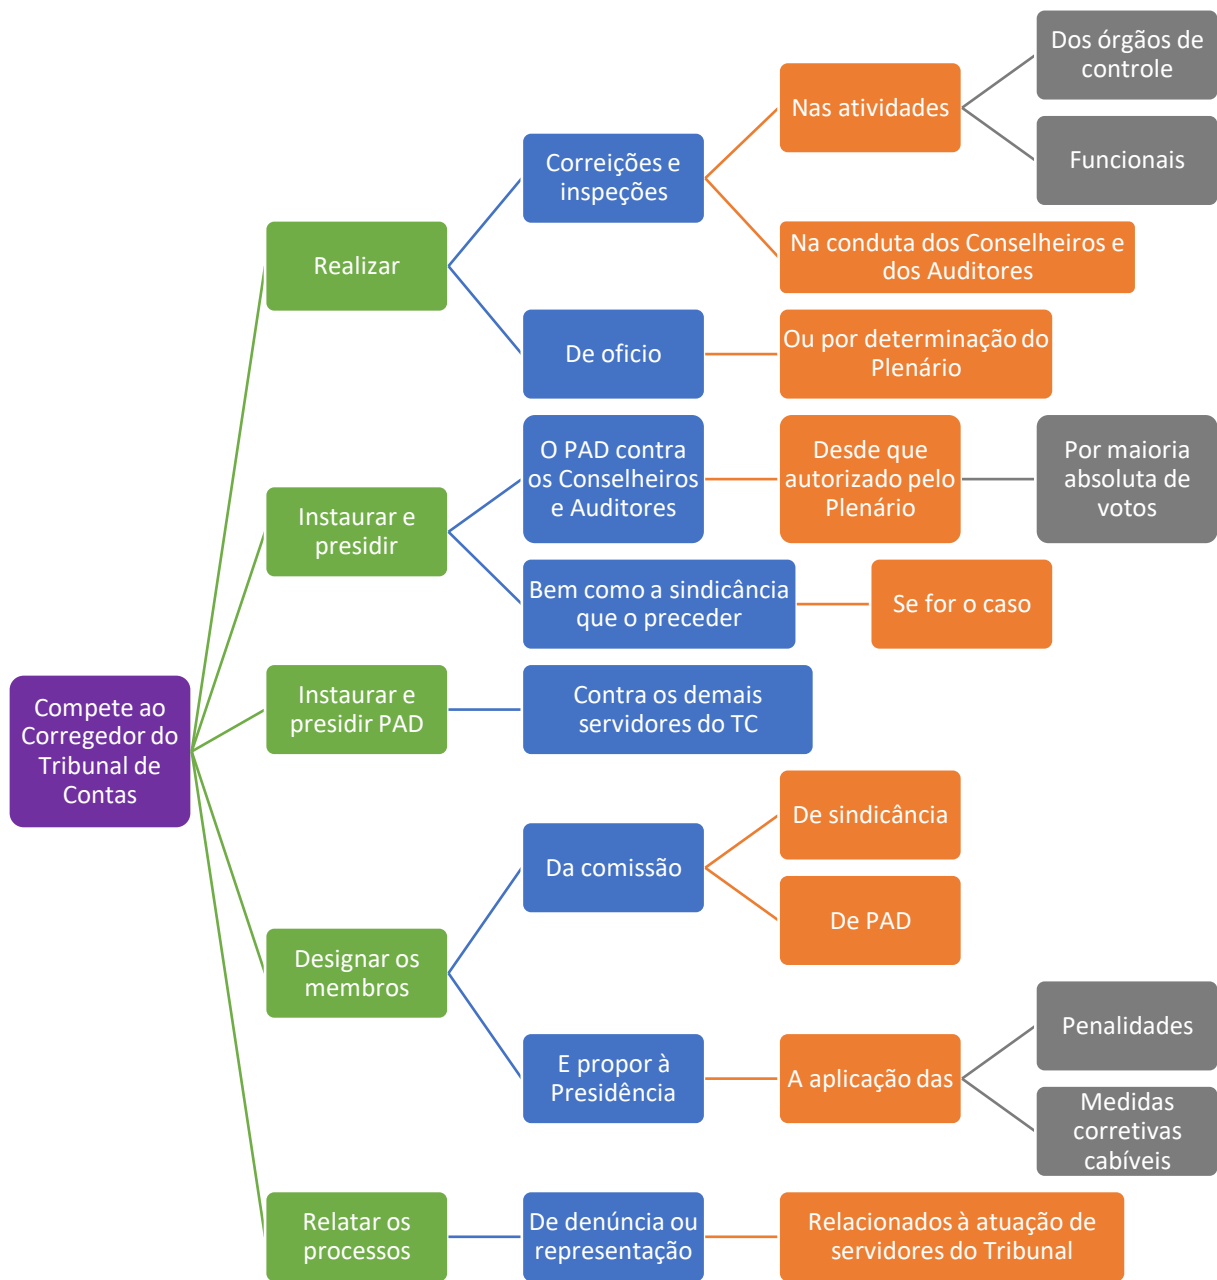 Compete ao
Corregedor do
Tribunal de
Contas
Realizar
Correições e
inspeções
Nas atividades
Dos órgãos de
controle
Funcionais
Na conduta dos Conselheiros e
dos Auditores
De oficio
Ou por determinação do
Plenário
Instaurar e
presidir
O PAD contra
os Conselheiros
e Auditores
Desde que
autorizado pelo
Plenário
Por maioria
absoluta de
votos
Bem como a sindicância
que o preceder
Se for o caso
Instaurar e
presidir PAD
Contra os demais
servidores do TC
Designar os
membros
Da comissão
De sindicância
De PAD
E propor à
Presidência
A aplicação das
Penalidades
Medidas
corretivas
cabíveis
Relatar os
processos
De denúncia ou
representação
Relacionados à atuação de
servidores do Tribunal